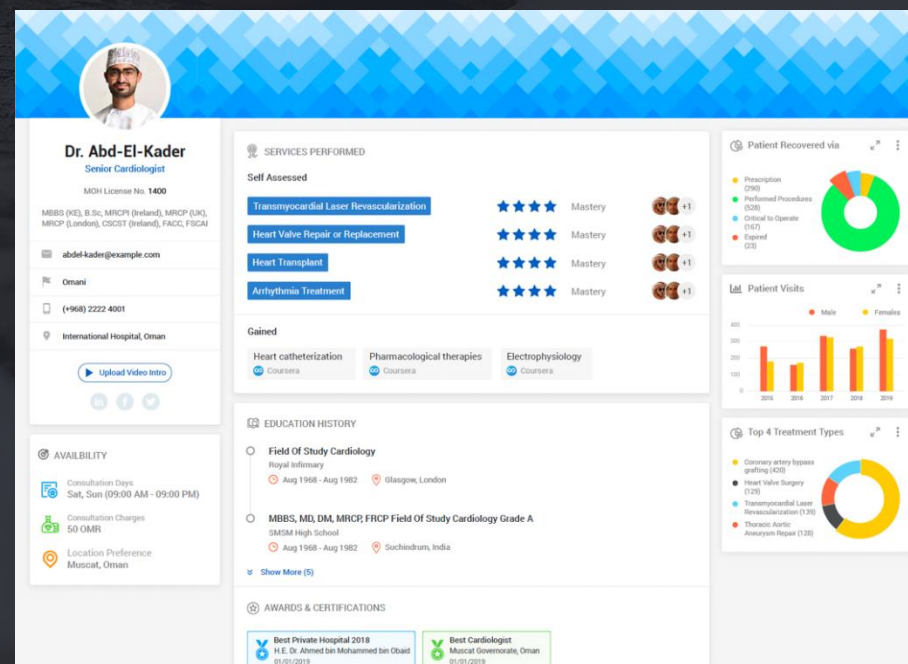 Dr. Abd-El-Kader
Senior Cardiologist
MOH License No. 1400
MBBS (KE), B.Sc, MRCPI (Ireland), MRCP (UK),
MRCP (London), CSCST (Ireland), FACC, FSCAI
abdel-kader@example.com
Omani
(+968) 2222 4001
International Hospital, Oman
Upload Video Intro
AVAILBILITY
Consultation Days
Sat, Sun (09:00 AM - 09:00 PM)
Consultation Charges
50 OMR
Location Preference
Muscat, Oman
SERVICES PERFORMED
Self Assessed
Transmyocardial Laser Revascularization Mastery +1
Heart Valve Repair or Replacement Mastery +1
Heart Transplant Mastery +1
Arrhythmia Treatment Mastery +1
Gained
Heart catheterization Pharmacological therapies Electrophysiology
Coursera Coursera Coursera
EDUCATION HISTORY
Field Of Study Cardiology
Royal Infirmary
Aug 1968 - Aug 1982 Glasgow, London
MBBS, MD, DM, MRCP, FRCP Field Of Study Cardiology Grade A
SMSM High School
Aug 1968 - Aug 1982 Suchindrum, India
Show More (5)
AWARDS & CERTIFICATIONS
Best Private Hospital 2018 Best Cardiologist
H.E. Dr. Ahmed bin Mohammed bin Obaid Muscat Governorate, Oman
01/01/2019 01/01/2019
Patient Recovered via
Prescription
(290)
Performed Procedures
(528)
Critical to Operate
(167)
Expired
(23)
Patient Visits
Male Females
400
300
200
100
0
2015 2016 2017 2018 2019
Top 4 Treatment Types
Coronary artery bypass
grafting (420)
Heart Valve Surgery
(129)
Transmyocardial Laser
Revascularization (139)
Thoracic Aortic
Aneurysm Repair (128)